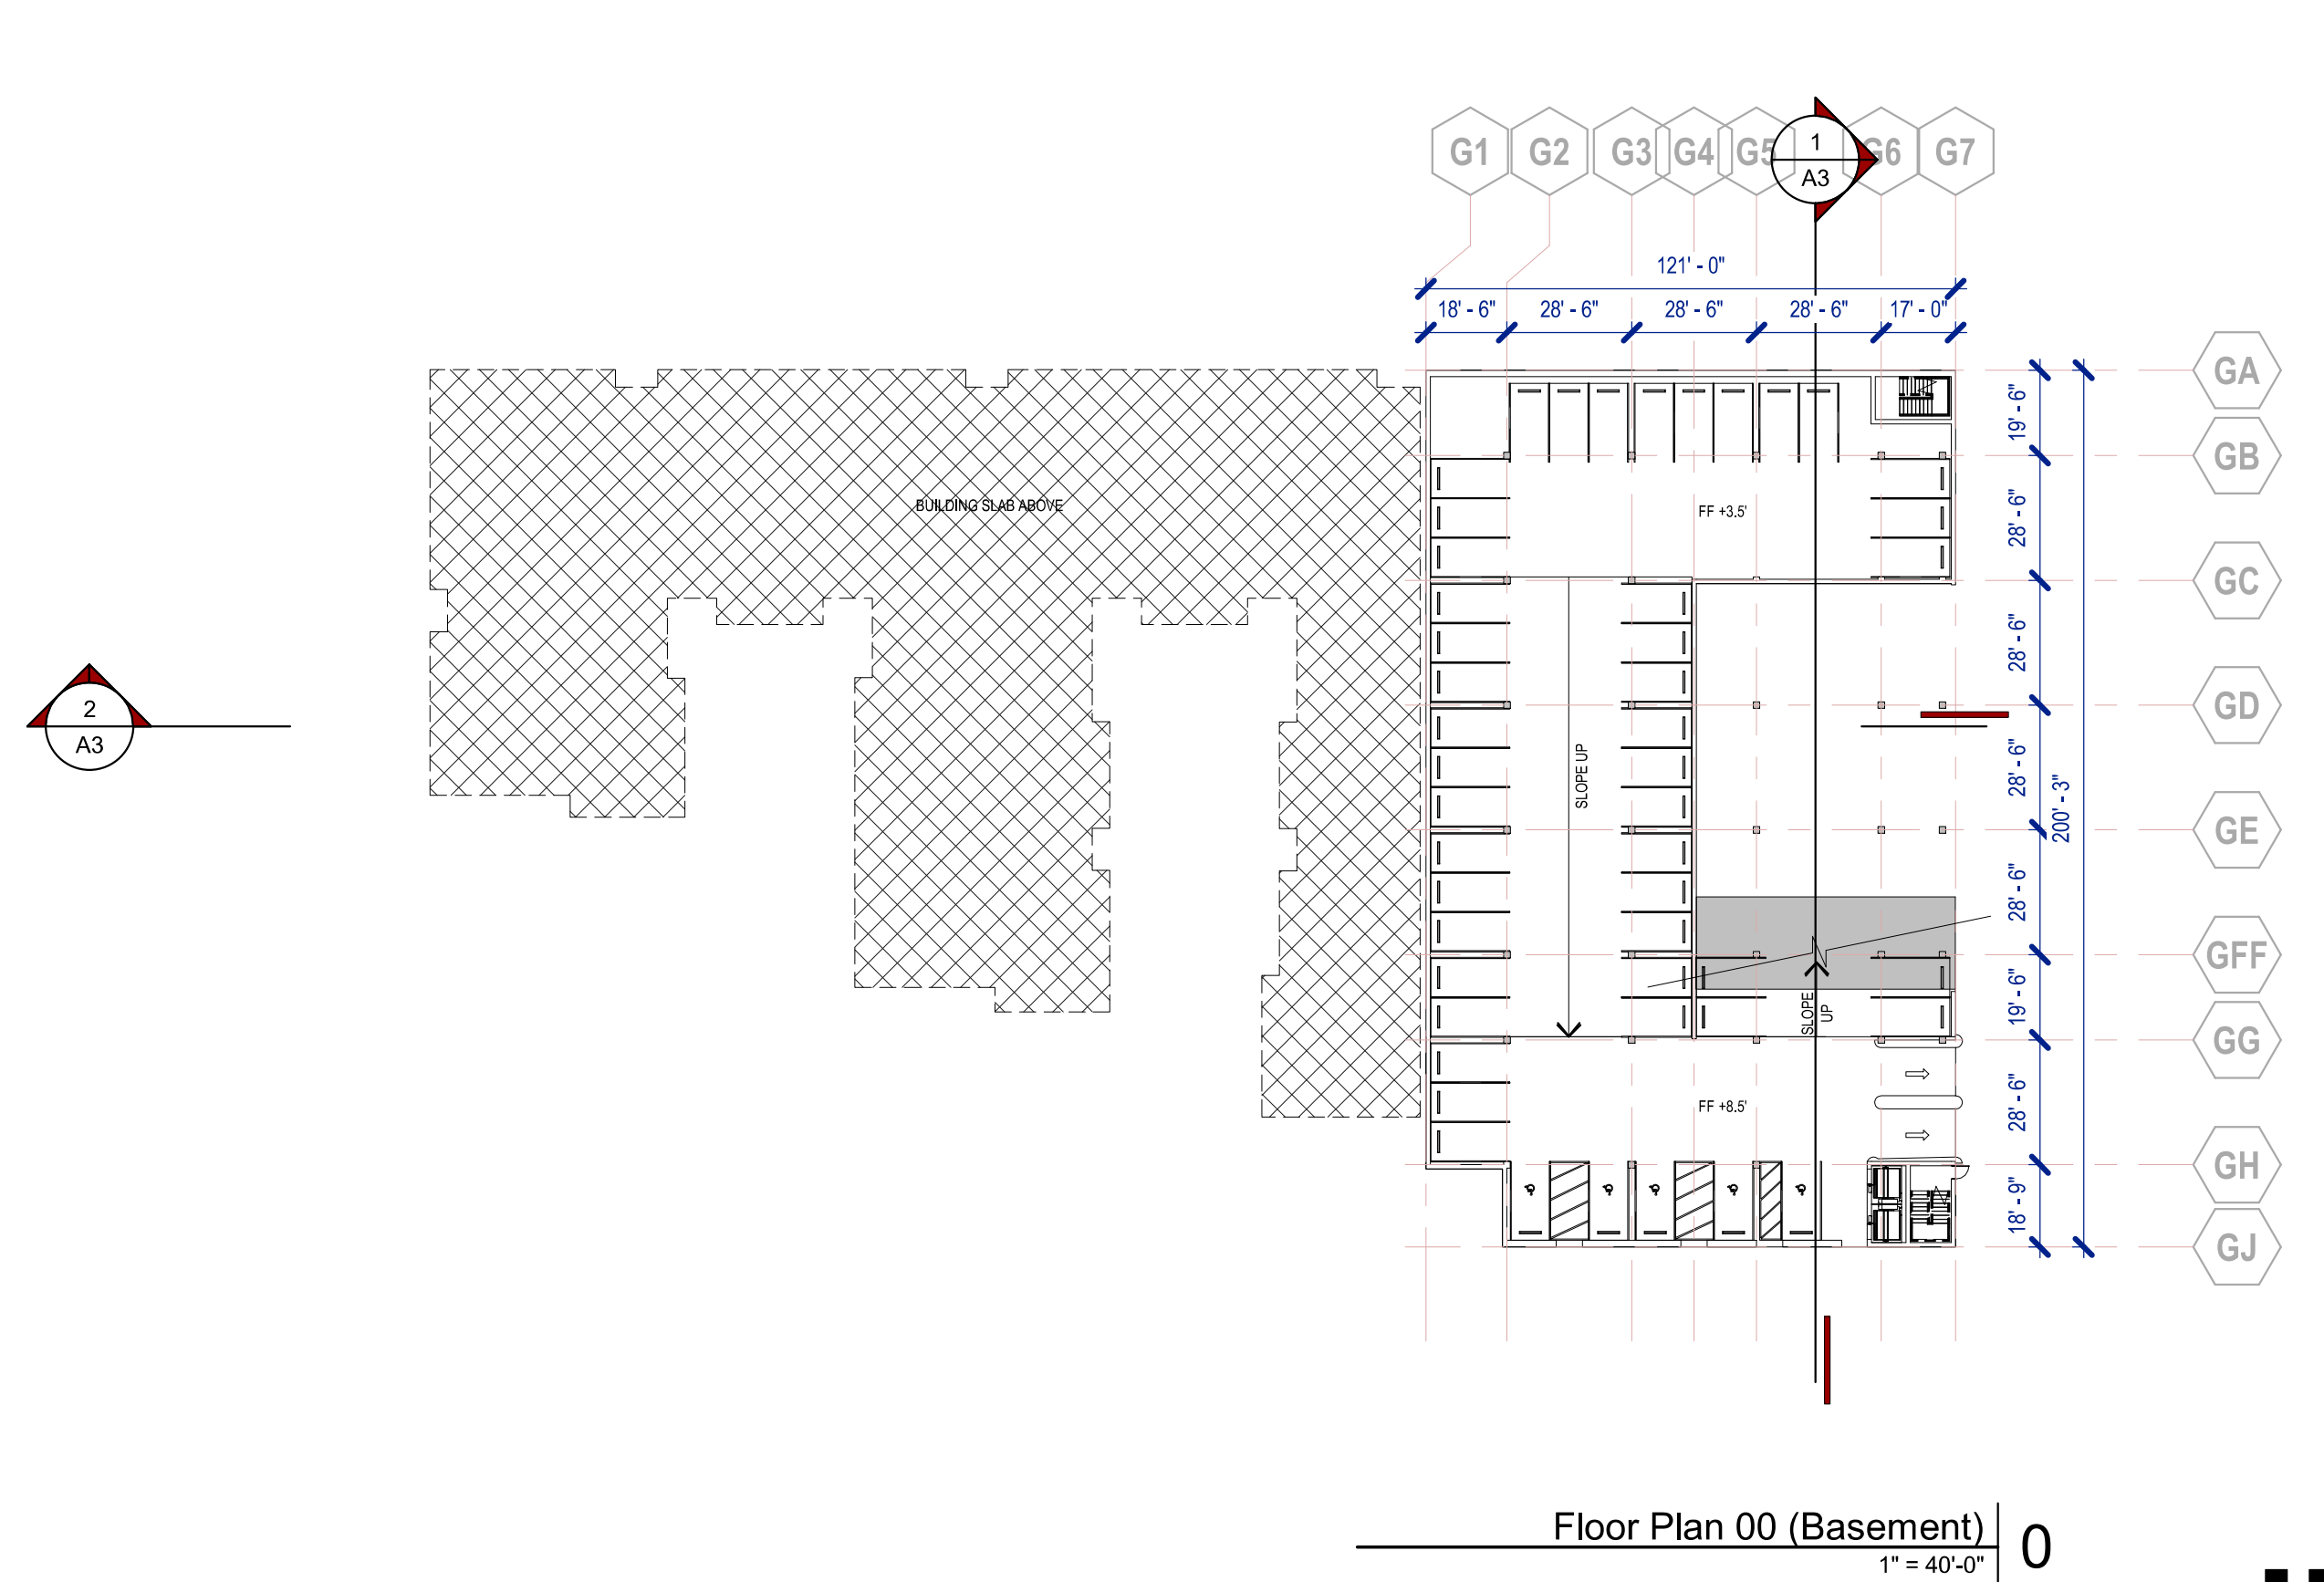 G1 G2 G3 G4 G5 1 G6 G7
A3
121' - 0"
18' - 6" 28' - 6" 28' - 6" 28' - 6" 17' - 0"
GA
19' - 6"
GB
BUILDING SLAB ABOVE
FF +3.5'
28' - 6"
GC
28' - 6"
2
A3
GD
SLOPE UP
28' - 6"
200' - 3"
GE
28' - 6"
GFF
SLOPE
UP
19' - 6"
GG
FF +8.5'
28' - 6"
GH
18' - 9"
GJ
Floor Plan 00 (Basement)
1" = 40'-0"
0